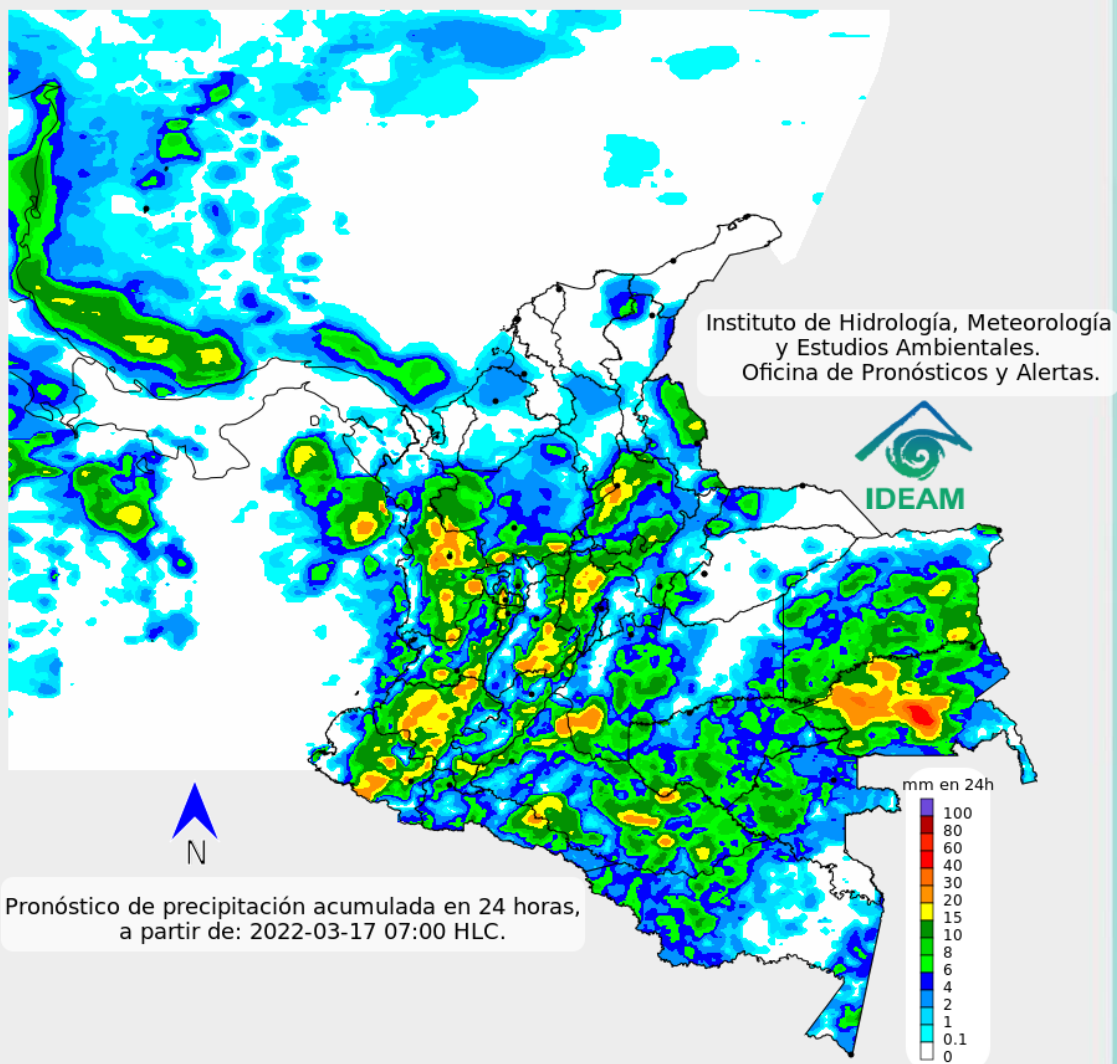 Instituto de Hidrología, Meteorología
y Estudios Ambientales.
Oficina de Pronósticos y Alertas.
IDEAM
mm en 24h
100
80
60
40
30
20
15
10
8
6
4
2
1
0.1
0
N
Pronóstico de precipitación acumulada en 24 horas,
a partir de: 2022-03-17 07:00 HLC.